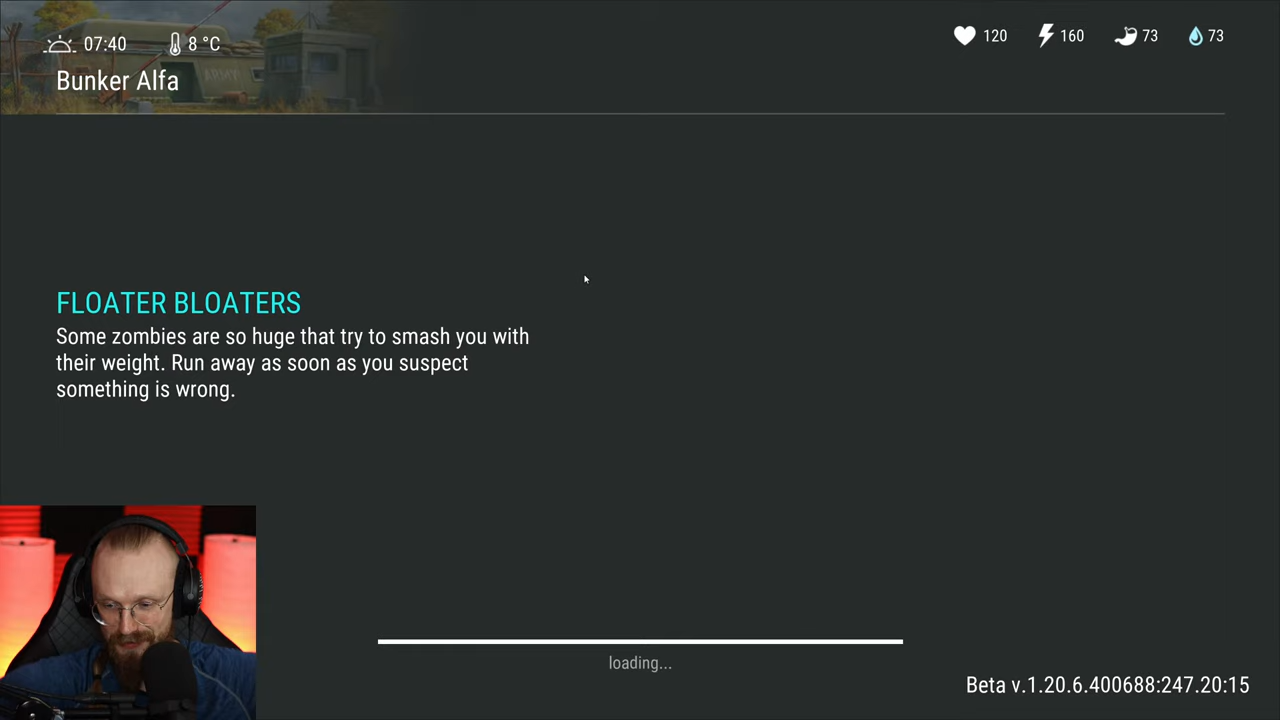 07:40 8 °C 120 160 73 73
Bunker Alfa
FLOATER BLOATERS
Some zombies are so huge that try to smash you with
their weight. Run away as soon as you suspect
something is wrong.
loading...
Beta v.1.20.6.400688:247.20:15